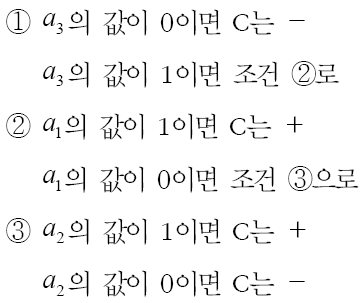 ① a₃의 값이 0이면 C는 −
a₃의 값이 1이면 조건 ②로
② a₁의 값이 1이면 C는 +
a₁의 값이 0이면 조건 ③으로
③ a₂의 값이 1이면 C는 +
a₂의 값이 0이면 C는 −